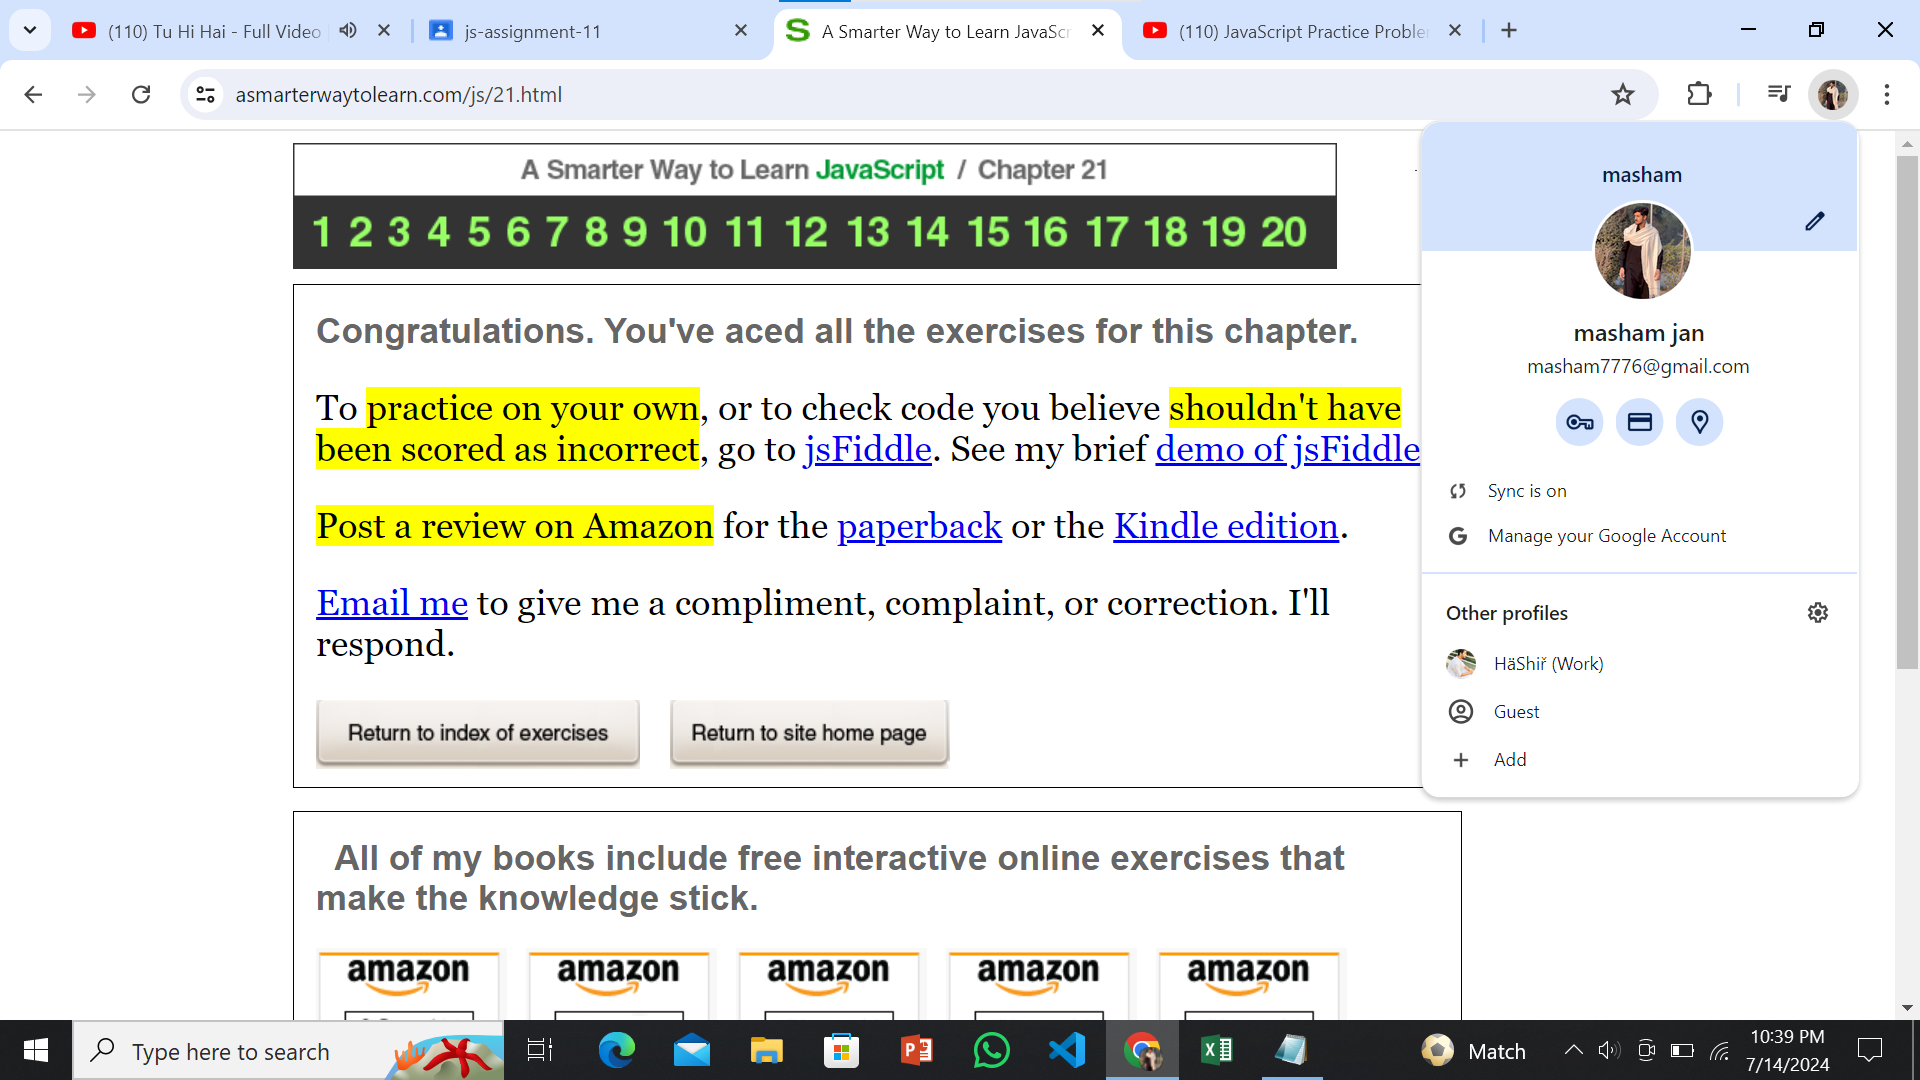 (110) Tu Hi Hai - Full Video
js-assignment-11
A Smarter Way to Learn JavaScr
(110) JavaScript Practice Proble
asmarterwaytolearn.com/js/21.html
A Smarter Way to Learn JavaScript / Chapter 21
1 2 3 4 5 6 7 8 9 10 11 12 13 14 15 16 17 18 19 20
Congratulations. You've aced all the exercises for this chapter.
To practice on your own, or to check code you believe shouldn't have
been scored as incorrect, go to jsFiddle. See my brief demo of jsFiddle
Post a review on Amazon for the paperback or the Kindle edition.
Email me to give me a compliment, complaint, or correction. I'll
respond.
Return to index of exercises
Return to site home page
All of my books include free interactive online exercises that
make the knowledge stick.
amazon
amazon
amazon
amazon
amazon
masham
masham jan
masham7776@gmail.com
Sync is on
Manage your Google Account
Other profiles
HäShiř (Work)
Guest
Add
Type here to search
Match
10:39 PM
7/14/2024